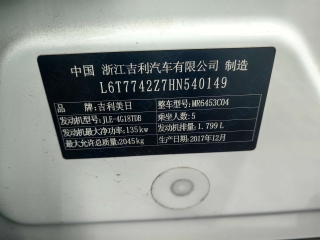 中国 浙江吉利汽车有限公司 制造
L6T7742Z7HN540149
品牌:吉利美日 整车型号:MR6453C04
发动机型号:JLE-4G18TDB 乘坐人数:5
发动机最大净功率:135kW 发动机排量:1.799L
最大允许总质量:2045kg 生产日期:2017年12月